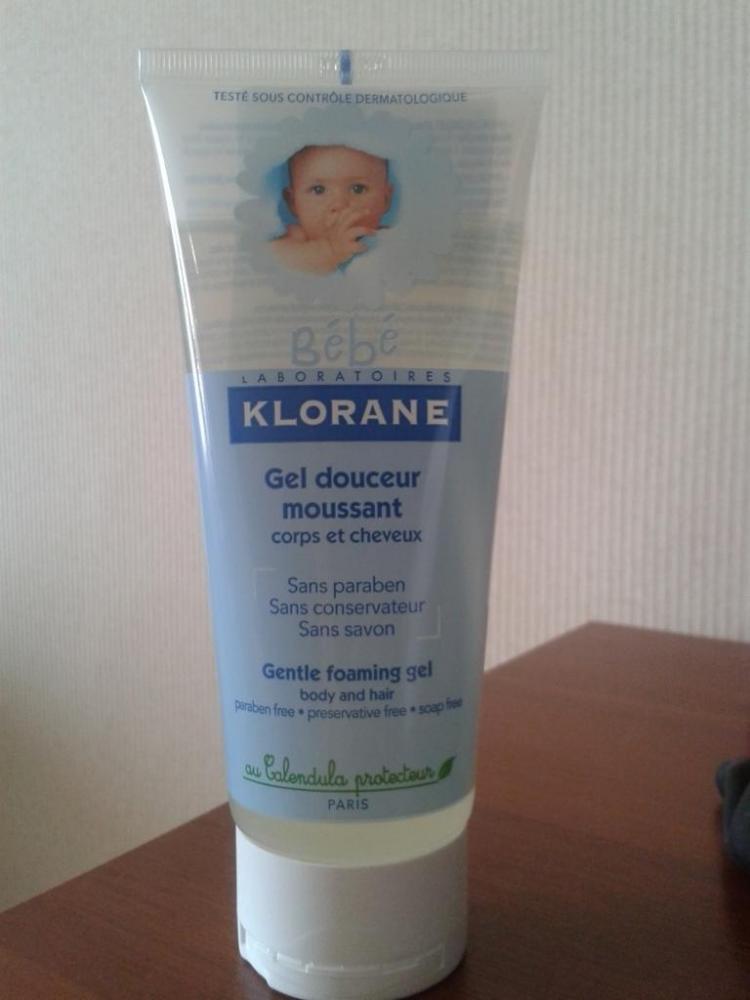 TESTÉ SOUS CONTRÔLE DERMATOLOGIQUE
Bébé
LABORATOIRES
KLORANE
Gel douceur
moussant
corps et cheveux
Sans paraben
Sans conservateur
Sans savon
Gentle foaming gel
body and hair
paraben free • preservative free • soap free
au Calendula protecteur
PARIS